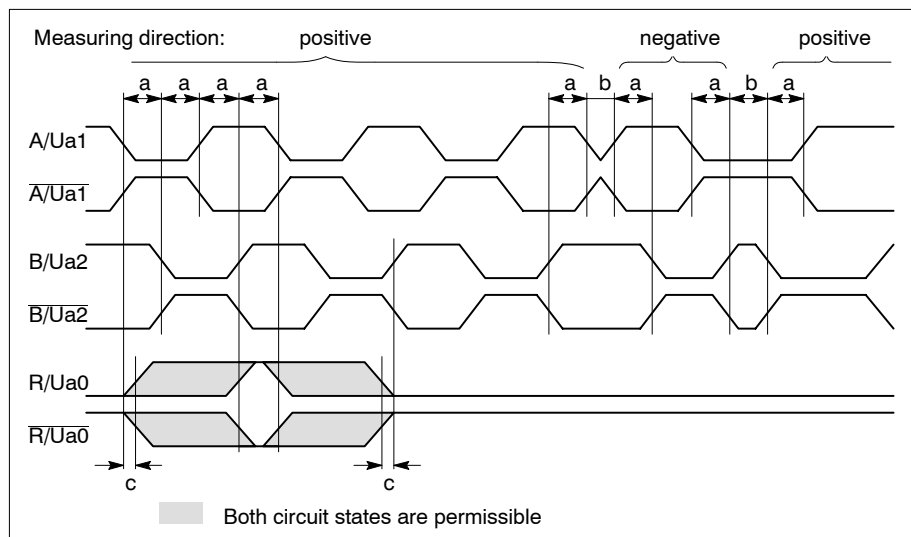 Measuring direction: positive negative positive
a a a a a b a a b a
A/Ua1
A/Ua1
B/Ua2
B/Ua2
R/Ua0
R/Ua0
c c
Both circuit states are permissible